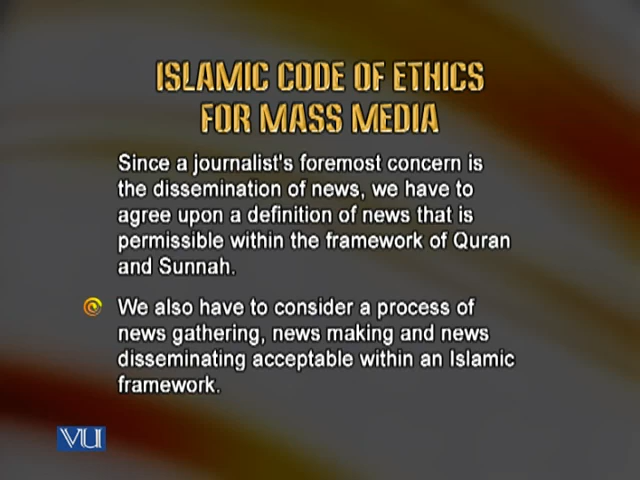 ISLAMIC CODE OF ETHICS
FOR MASS MEDIA
Since a journalist's foremost concern is
the dissemination of news, we have to
agree upon a definition of news that is
permissible within the framework of Quran
and Sunnah.
We also have to consider a process of
news gathering, news making and news
disseminating acceptable within an Islamic
framework.
VU